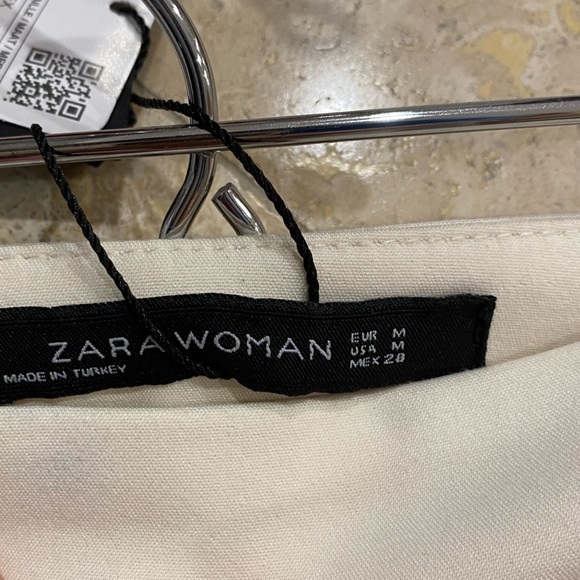 ZARA WOMAN
MADE IN TURKEY
EUR M
USA M
MEX 28